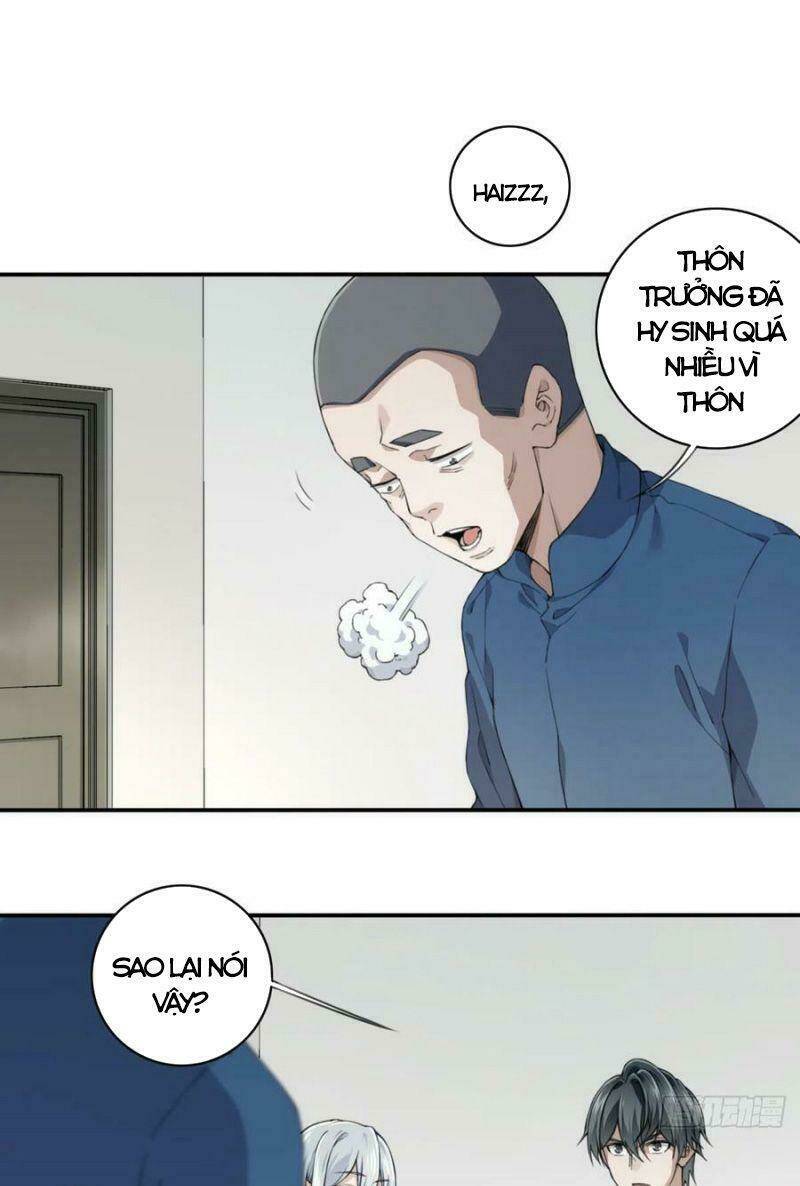 HAIZZZ,
THÔN
TRƯỞNG ĐÃ
HY SINH QUÁ
NHIỀU VÌ
THÔN
SAO LẠI NÓI
VẬY?